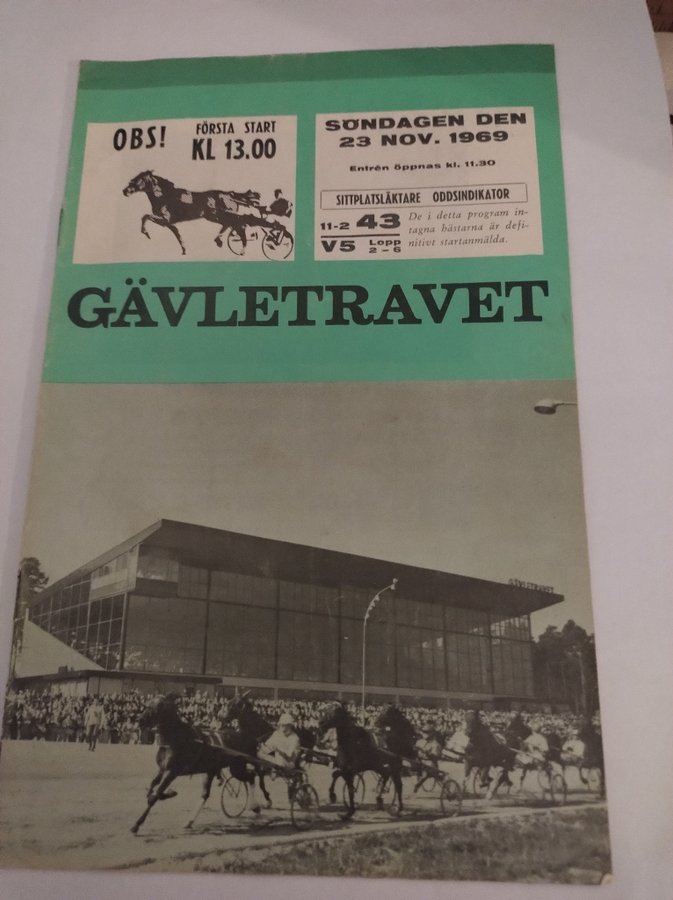 OBS!
FÖRSTA START
KL 13.00
SÖNDAGEN DEN
23 NOV. 1969
Entrén öppnas kl. 11.30
SITTPLATSLÄKTARE ODDSINDIKATOR
11-2 43
V5 Lopp 2-6
De i detta program in-
tagna hästarna är defi-
nitivt startanmälda.
GÄVLETRAVET
GÄVLETRAVET